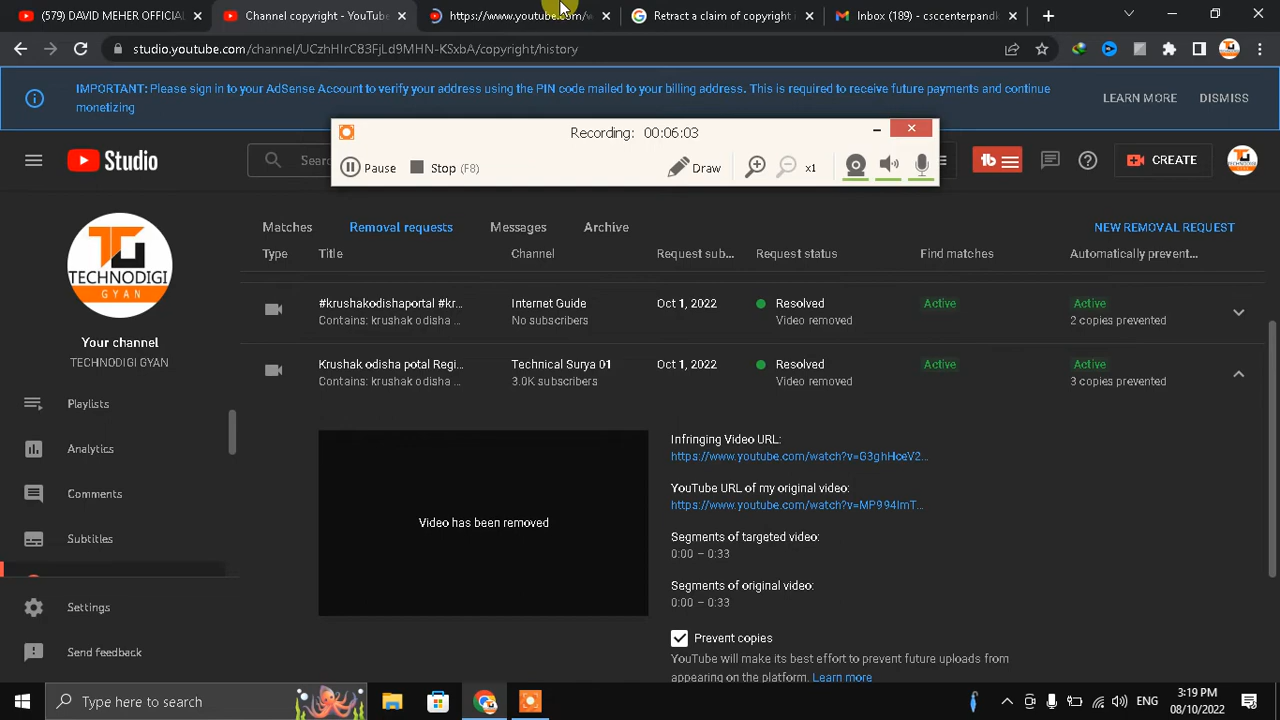 (579) DAVID MEHER OFFICIAL
Channel copyright - YouTube
https://www.youtube.com/w
Retract a claim of copyright i
Inbox (189) - csccenterpandk
studio.youtube.com/channel/UCzhHIrC83FjLd9MHN-KSxbA/copyright/history
IMPORTANT: Please sign in to your AdSense Account to verify your address using the PIN code mailed to your billing address. This is required to receive future payments and continue
monetizing
LEARN MORE
DISMISS
Recording: 00:06:03
Pause
Stop (F8)
Draw
x1
Studio
Sear
tb
CREATE
TECHNODIGI
GYAN
Your channel
TECHNODIGI GYAN
Playlists
Analytics
Comments
Subtitles
Settings
Send feedback
Matches
Removal requests
Messages
Archive
NEW REMOVAL REQUEST
Type
Title
Channel
Request sub...
Request status
Find matches
Automatically prevent...
#krushakodishaportal #kr...
Contains: krushak odisha ...
Internet Guide
No subscribers
Oct 1, 2022
Resolved
Video removed
Active
Active
2 copies prevented
Krushak odisha potal Regi...
Contains: krushak odisha ...
Technical Surya 01
3.0K subscribers
Oct 1, 2022
Resolved
Video removed
Active
Active
3 copies prevented
Video has been removed
Infringing Video URL:
https://www.youtube.com/watch?v=G3ghHoeV2...
YouTube URL of my original video:
https://www.youtube.com/watch?v=MP994ImT...
Segments of targeted video:
0:00 – 0:33
Segments of original video:
0:00 – 0:33
Prevent copies
YouTube will make its best effort to prevent future uploads from
appearing on the platform. Learn more
Type here to search
ENG
3:19 PM
08/10/2022